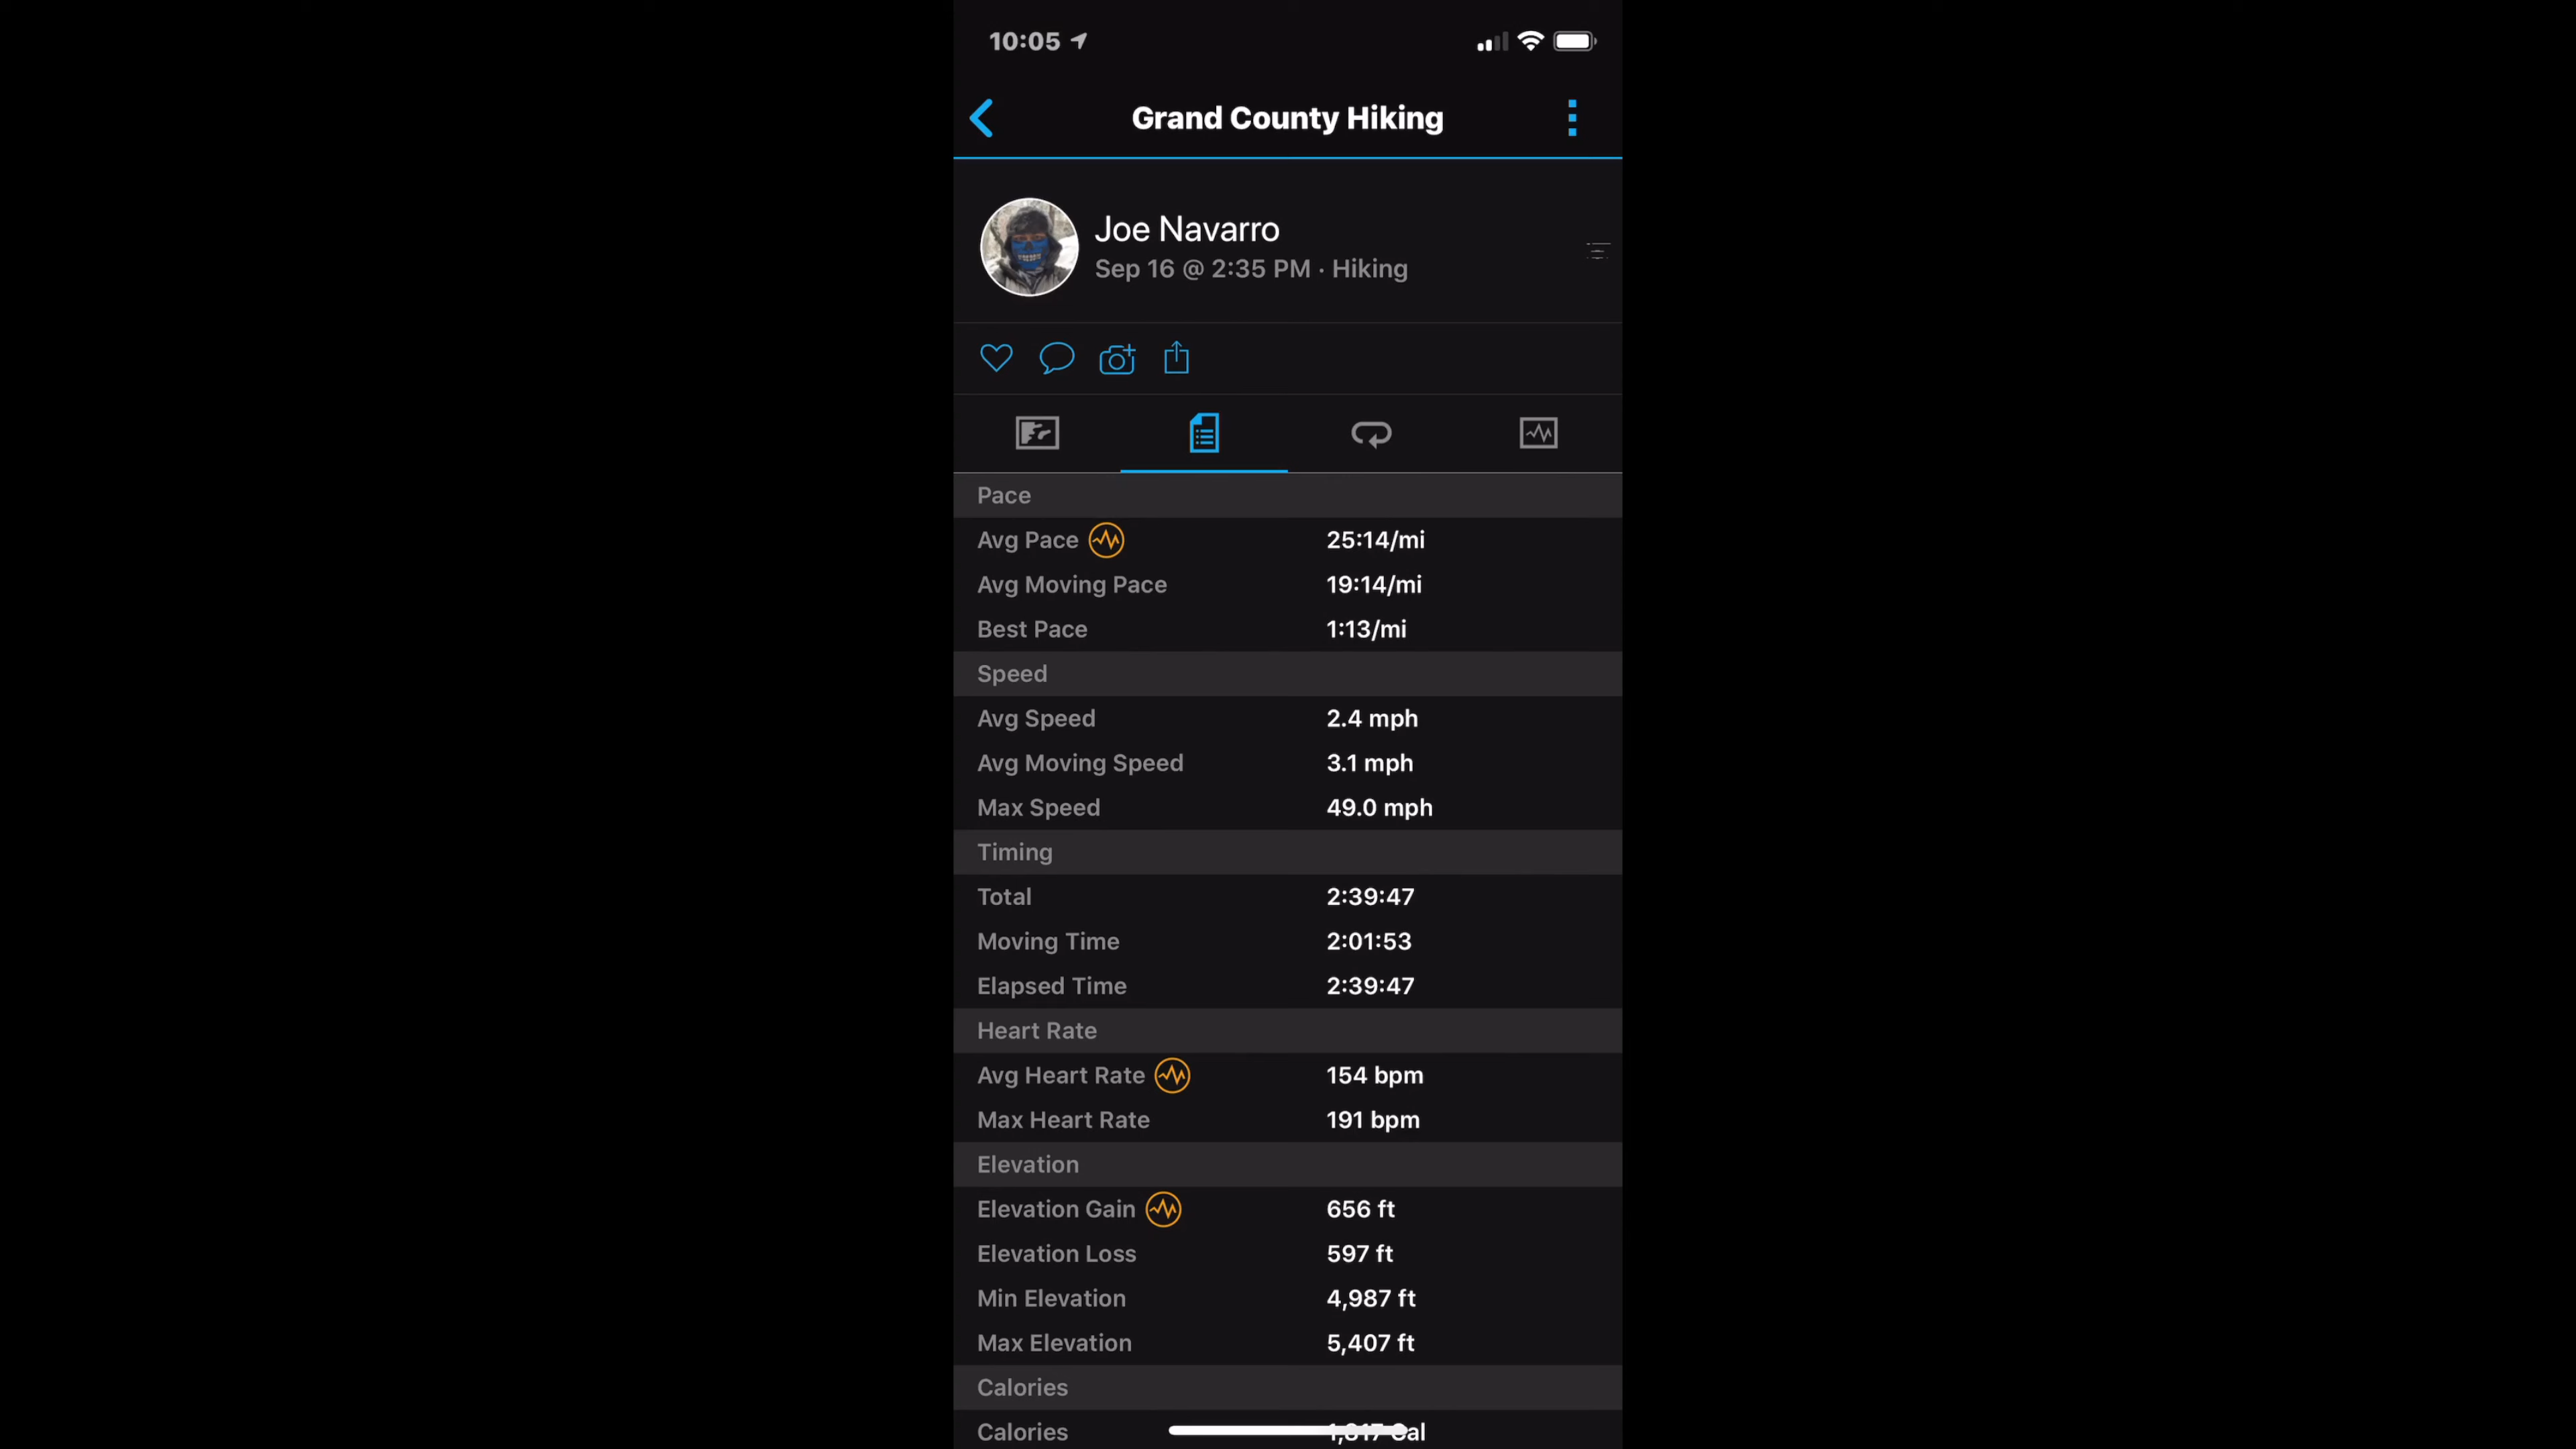 10:05
Grand County Hiking
Joe Navarro
Sep 16 @ 2:35 PM · Hiking
Pace
Avg Pace 25:14/mi
Avg Moving Pace 19:14/mi
Best Pace 1:13/mi
Speed
Avg Speed 2.4 mph
Avg Moving Speed 3.1 mph
Max Speed 49.0 mph
Timing
Total 2:39:47
Moving Time 2:01:53
Elapsed Time 2:39:47
Heart Rate
Avg Heart Rate 154 bpm
Max Heart Rate 191 bpm
Elevation
Elevation Gain 656 ft
Elevation Loss 597 ft
Min Elevation 4,987 ft
Max Elevation 5,407 ft
Calories
Calories